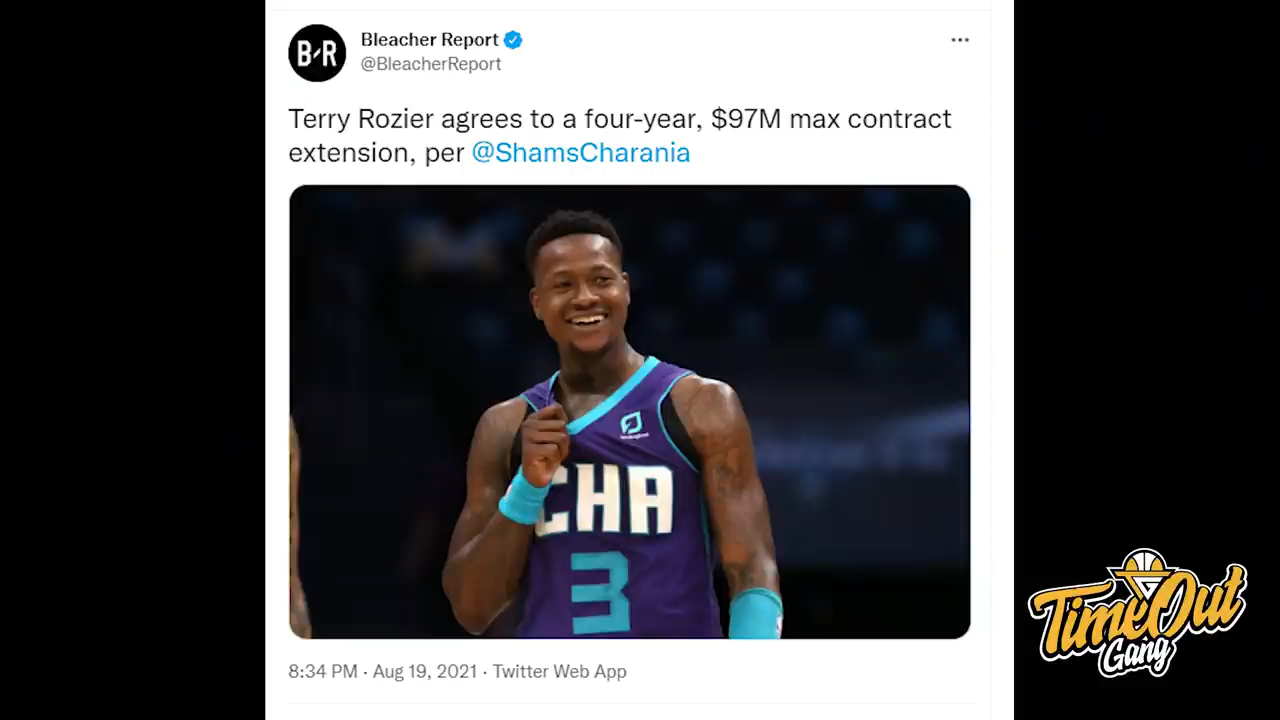 B·R
Bleacher Report
@BleacherReport
Terry Rozier agrees to a four-year, $97M max contract
extension, per @ShamsCharania
CHA
3
8:34 PM · Aug 19, 2021 · Twitter Web App
TimeOut
Gang